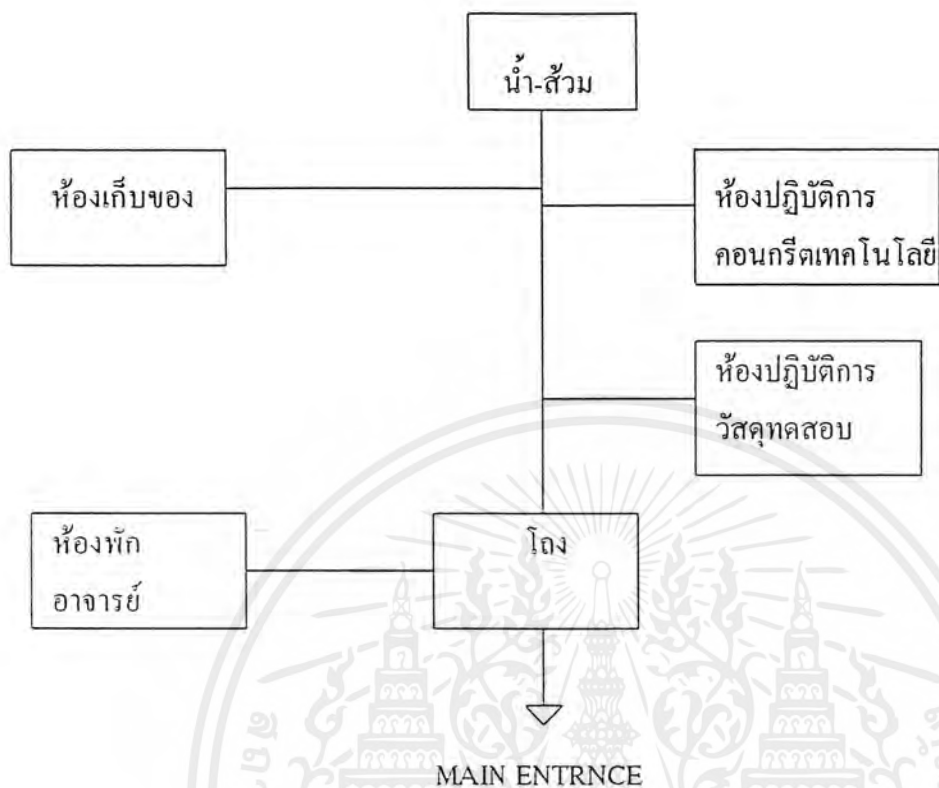 น้ำ-ส้วม
ห้องเก็บของ
ห้องปฏิบัติการ
คอนกรีตเทคโนโลยี
ห้องปฏิบัติการ
วัสดุทดสอบ
ห้องพัก
อาจารย์
โถง
MAIN ENTRNCE